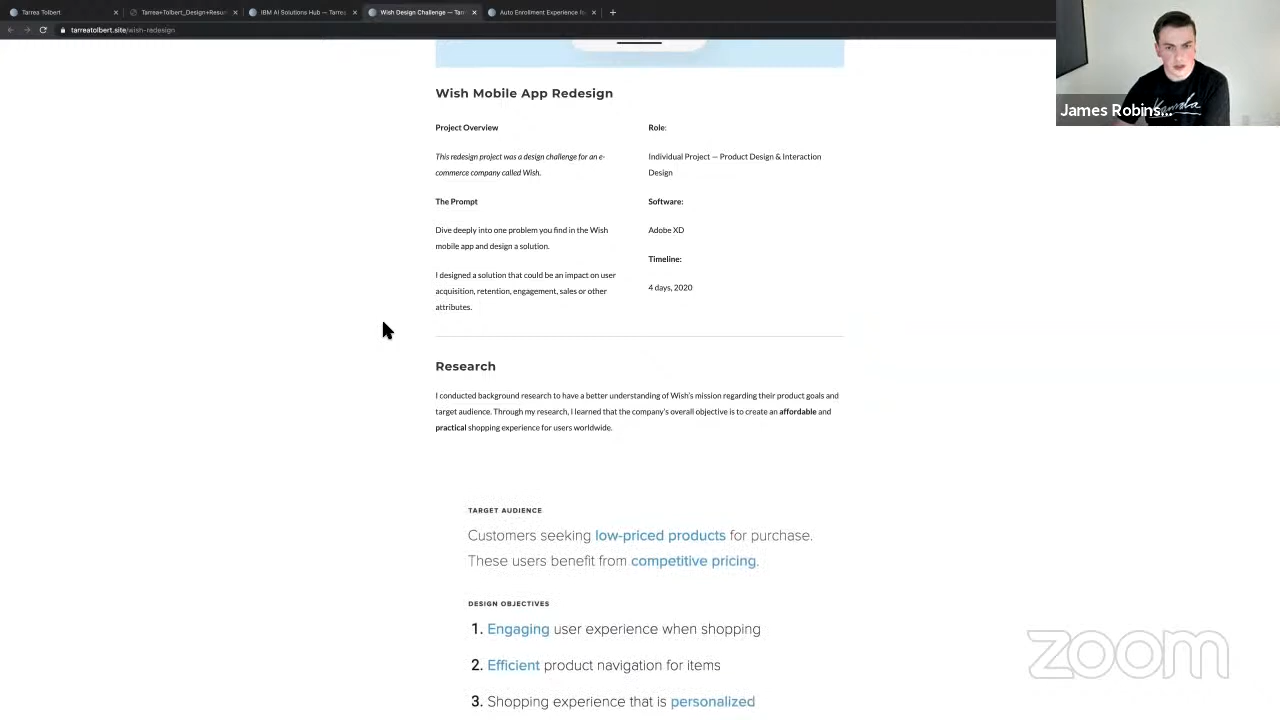 Tarrea Tolbert
Tarrea+Tolbert_Design+Resu
IBM AI Solutions Hub — Tarrea
Wish Design Challenge — Tarr
Auto Enrollment Experience fo
tarreatolbert.site/wish-redesign
James Robins...
Wish Mobile App Redesign
Project Overview
This redesign project was a design challenge for an e-
commerce company called Wish.
The Prompt
Dive deeply into one problem you find in the Wish
mobile app and design a solution.
I designed a solution that could be an impact on user
acquisition, retention, engagement, sales or other
attributes.
Role:
Individual Project — Product Design & Interaction
Design
Software:
Adobe XD
Timeline:
4 days, 2020
Research
I conducted background research to have a better understanding of Wish's mission regarding their product goals and
target audience. Through my research, I learned that the company's overall objective is to create an affordable and
practical shopping experience for users worldwide.
TARGET AUDIENCE
Customers seeking low-priced products for purchase.
These users benefit from competitive pricing.
DESIGN OBJECTIVES
1. Engaging user experience when shopping
2. Efficient product navigation for items
3. Shopping experience that is personalized
zoom